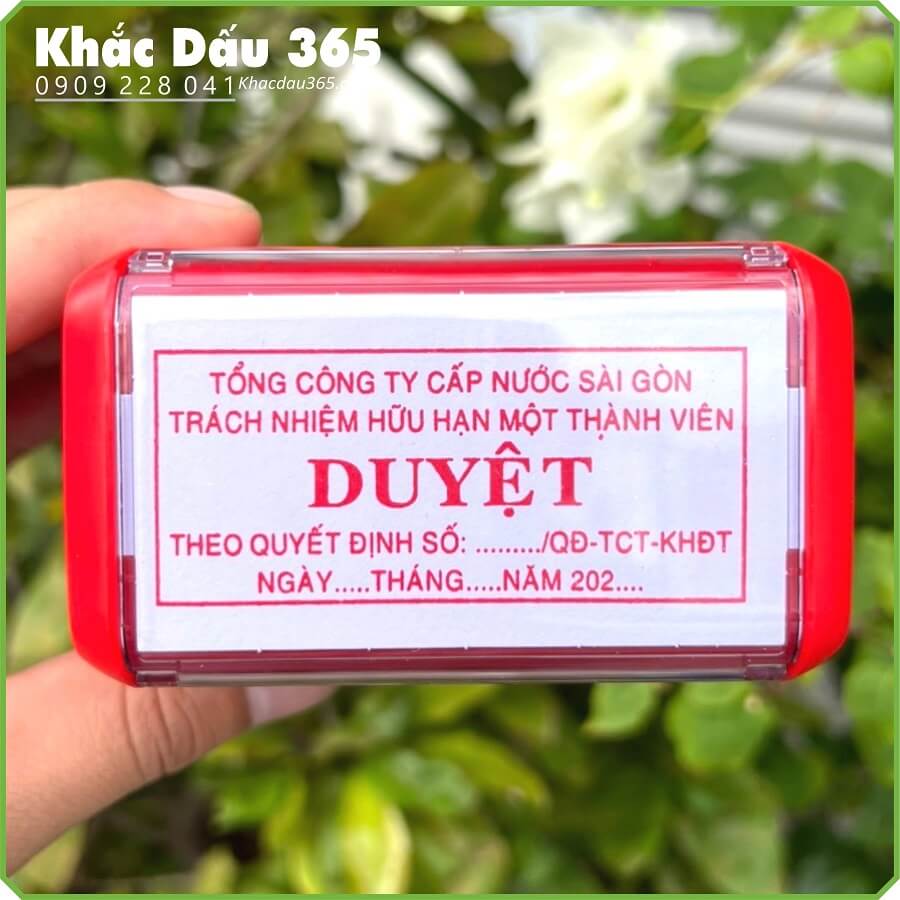 Khắc Dấu 365
0909 228 041
TỔNG CÔNG TY CẤP NƯỚC SÀI GÒN
TRÁCH NHIỆM HỮU HẠN MỘT THÀNH VIÊN
DUYỆT
THEO QUYẾT ĐỊNH SỐ: ........./QĐ-TCT-KHĐT
NGÀY.....THÁNG.....NĂM 202....